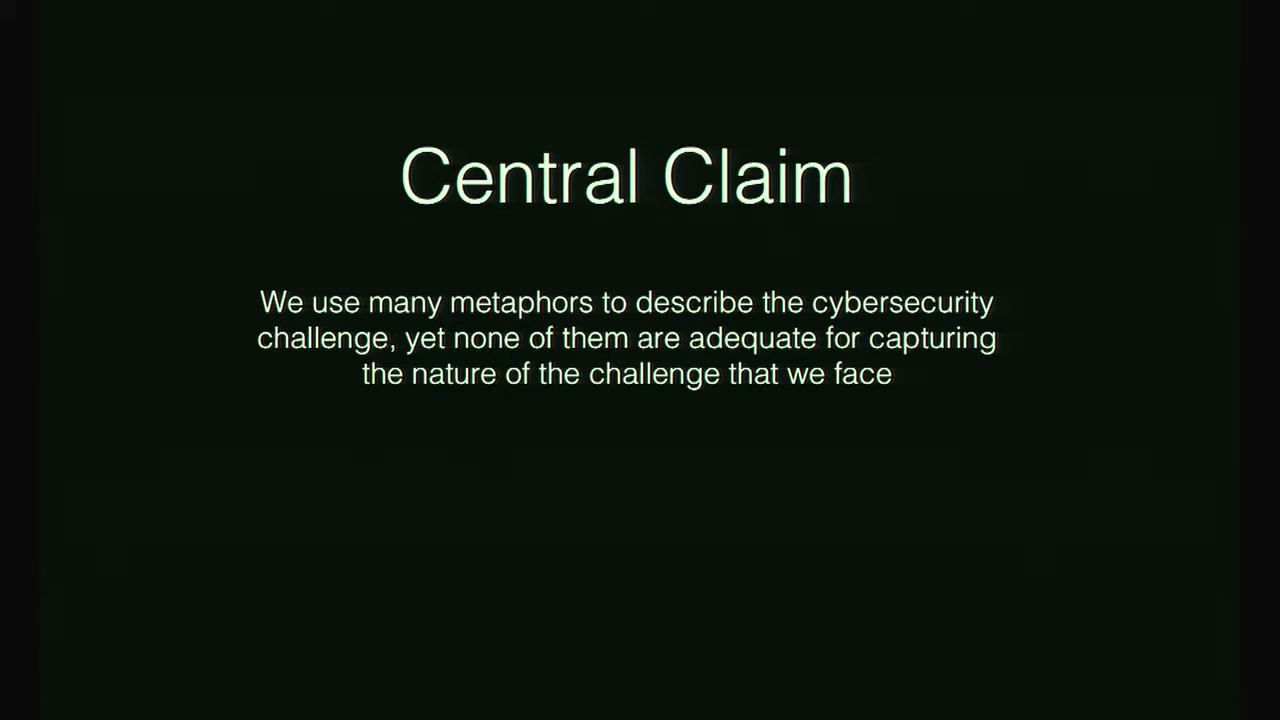 Central Claim
We use many metaphors to describe the cybersecurity
challenge, yet none of them are adequate for capturing
the nature of the challenge that we face